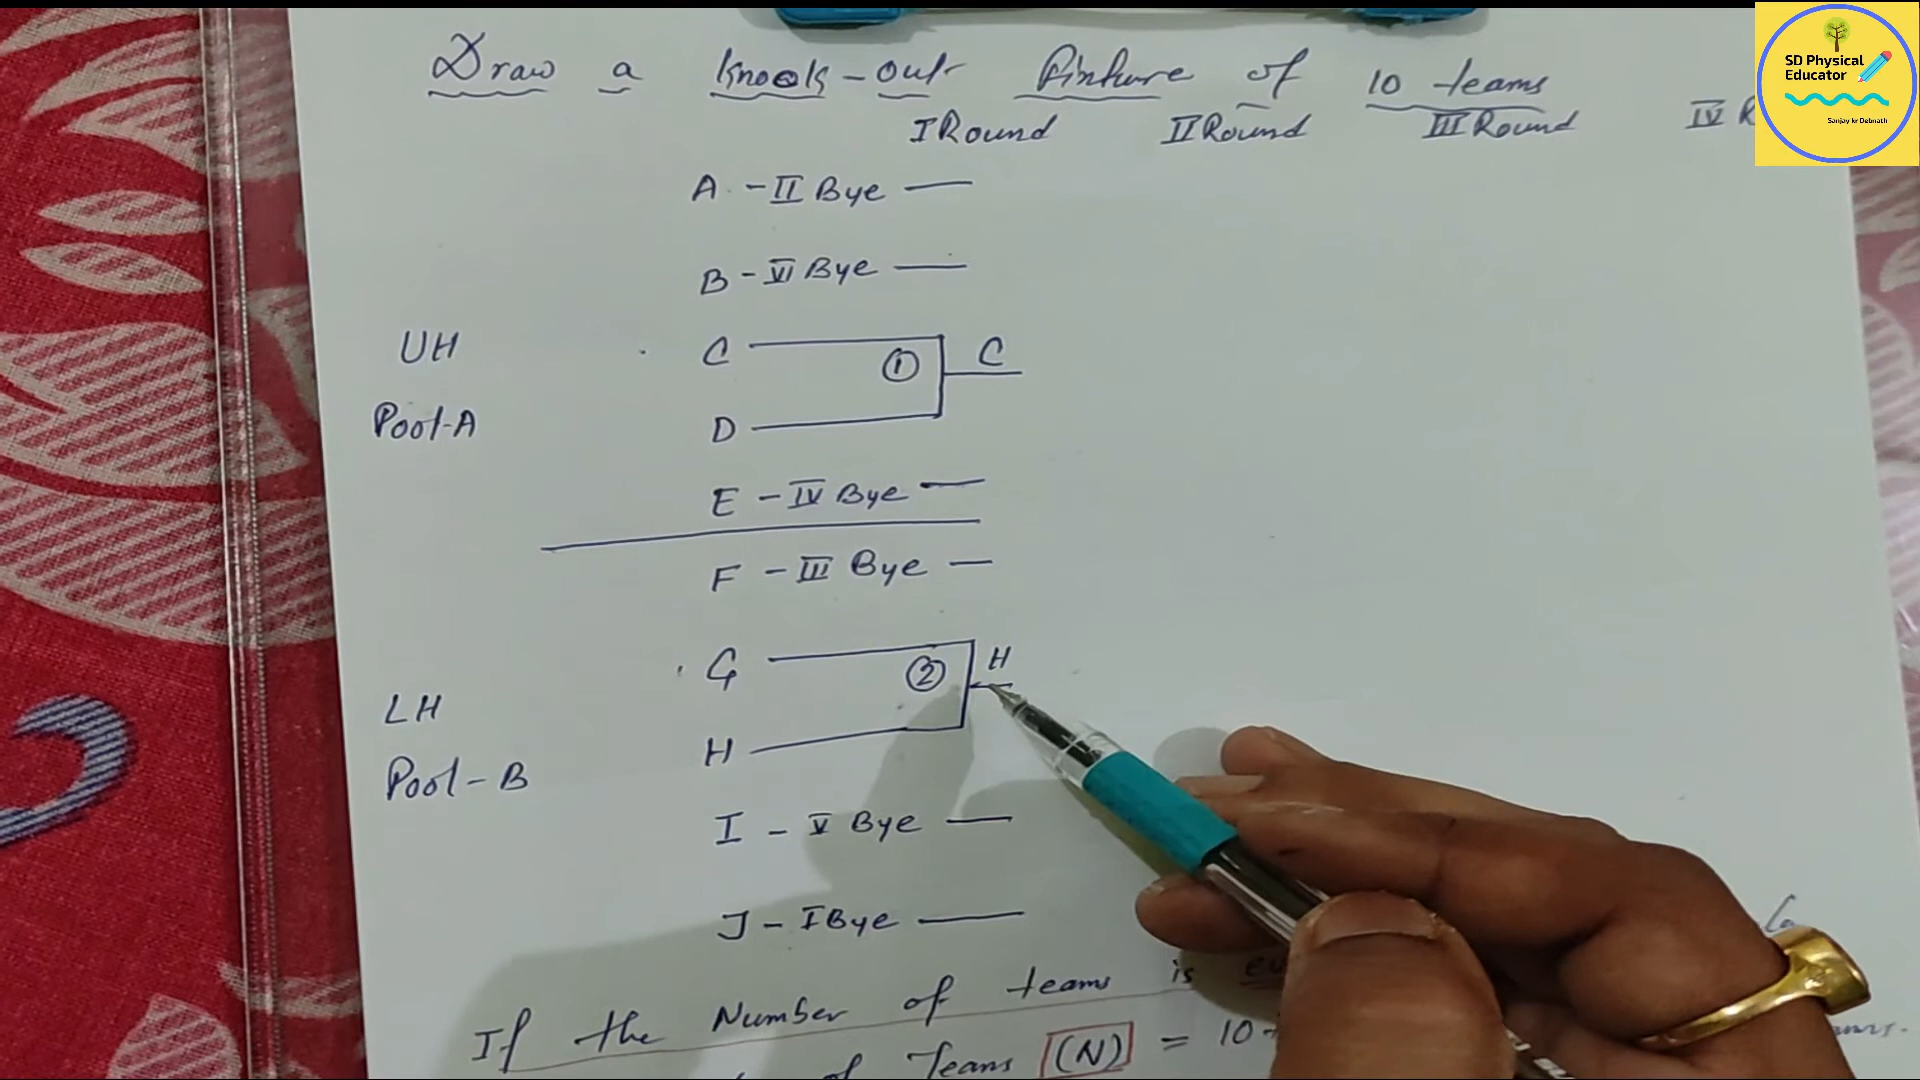 Draw a Knock-out Fixture of 10 teams
I Round II Round III Round IV R
A - II Bye
B - VI Bye
C
① C
D
UH
Pool-A
E - IV Bye
F - III Bye
G
② H
H
LH
Pool-B
I - V Bye
J - I Bye
If the Number of teams is
of Teams (N) = 10
SD Physical
Educator
Sanjay kr Debnath